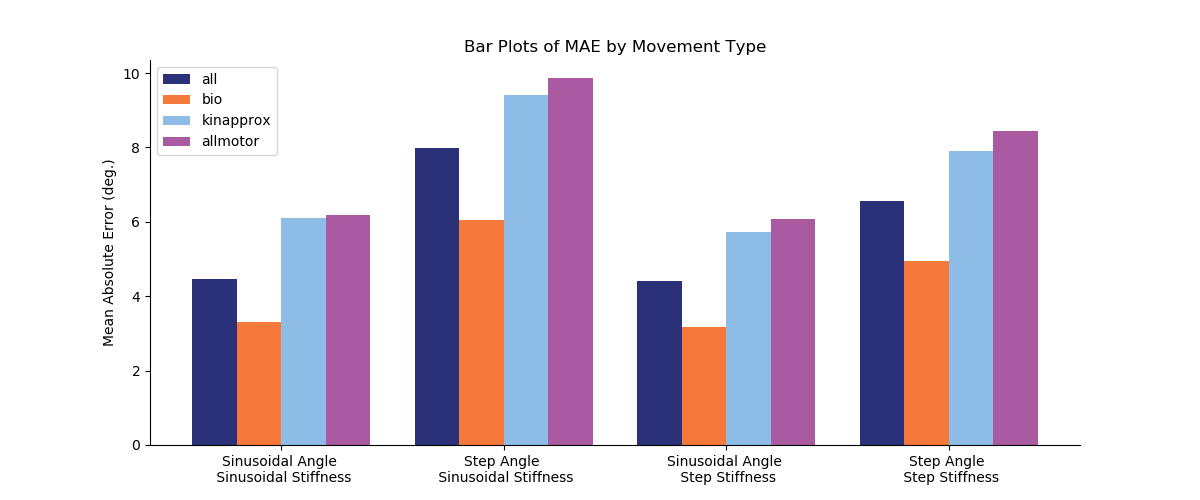 Bar Plots of MAE by Movement Type
all
bio
kinapprox
allmotor
Mean Absolute Error (deg.)
10
8
6
4
2
0
Sinusoidal Angle
Sinusoidal Stiffness
Step Angle
Sinusoidal Stiffness
Sinusoidal Angle
Step Stiffness
Step Angle
Step Stiffness